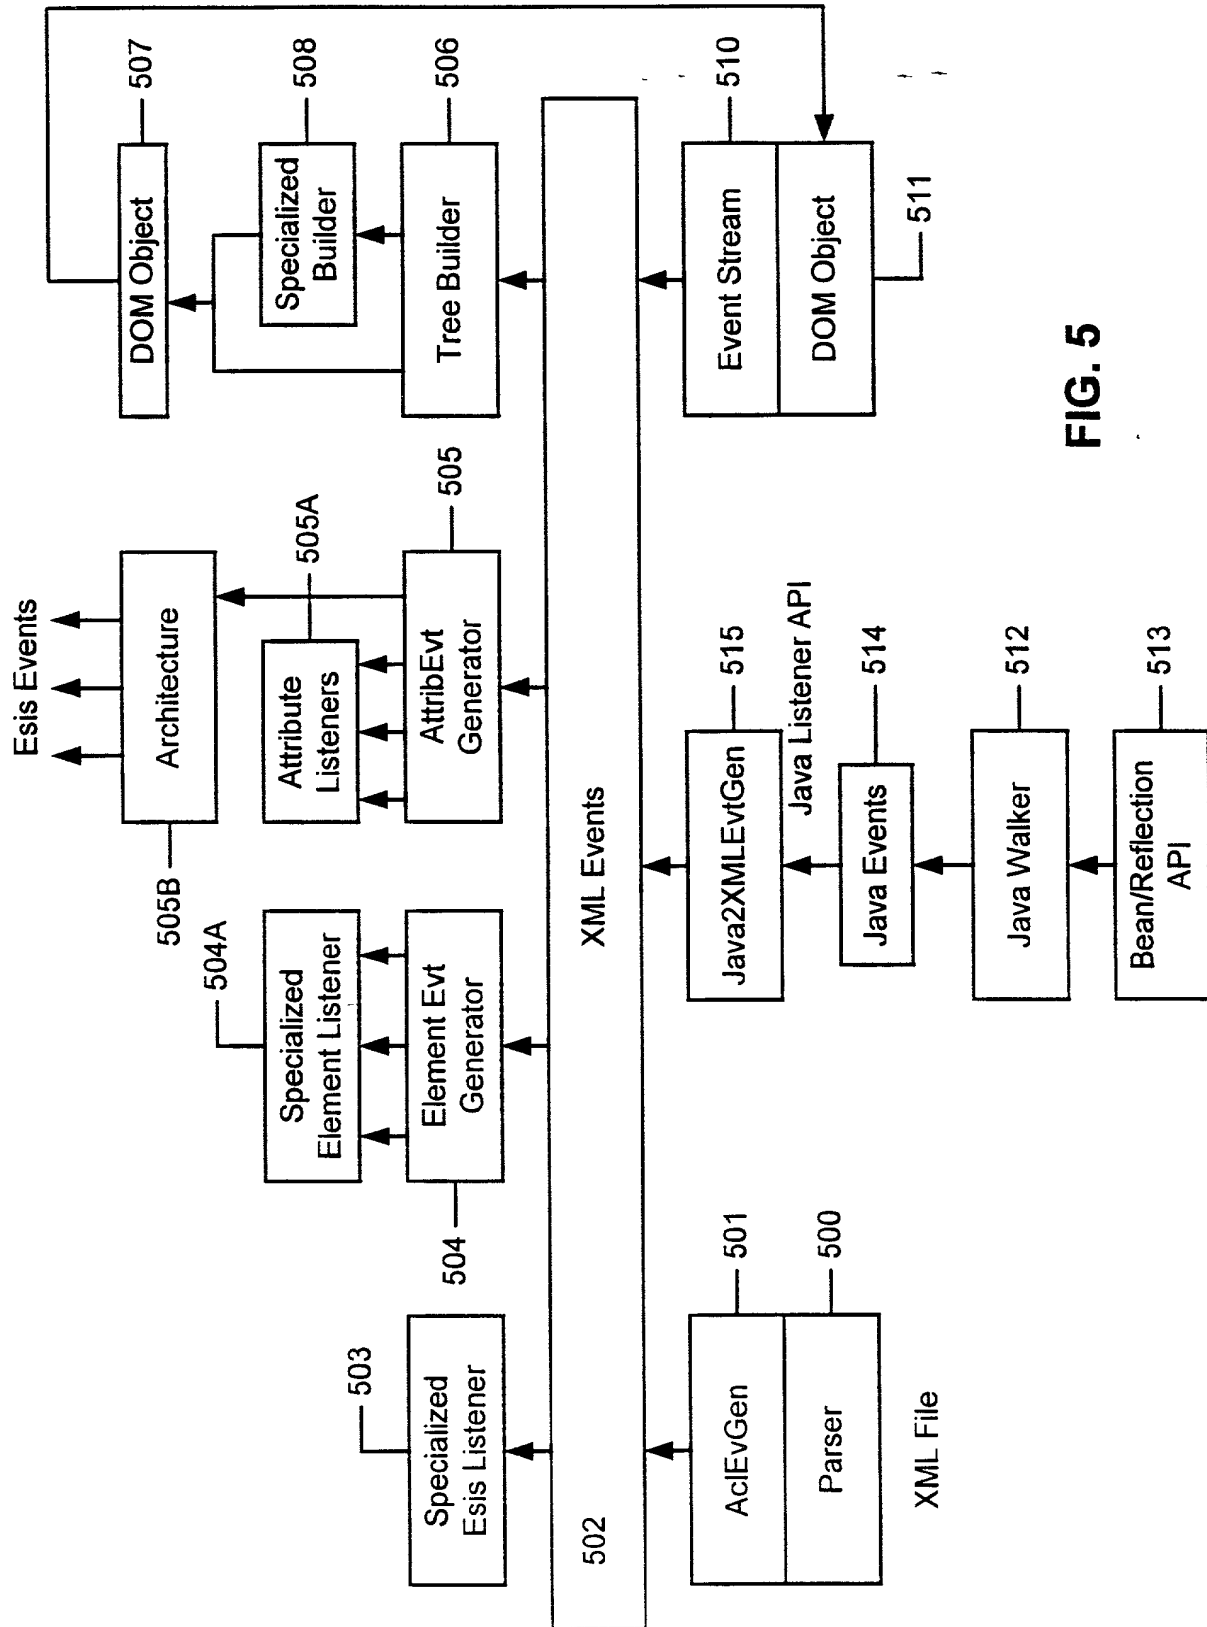 Esis Events
507
DOM Object
508
Specialized
Builder
506
Tree Builder
505B
Architecture
505A
Attribute
Listeners
505
AttribEvt
Generator
504A
Specialized
Element Listener
504
Element Evt
Generator
503
Specialized
Esis Listener
502
XML Events
501
AclEvGen
500
Parser
XML File
515
Java2XMLEvtGen
Java Listener API
514
Java Events
512
Java Walker
513
Bean/Reflection
API
510
Event Stream
DOM Object
511
FIG. 5